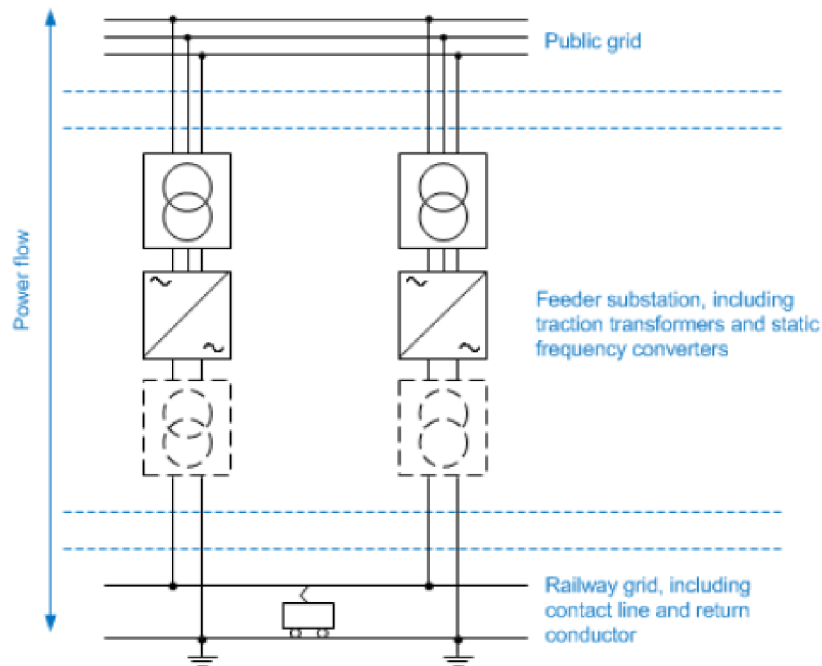 Public grid
Power flow
Feeder substation, including
traction transformers and static
frequency converters
Railway grid, including
contact line and return
conductor